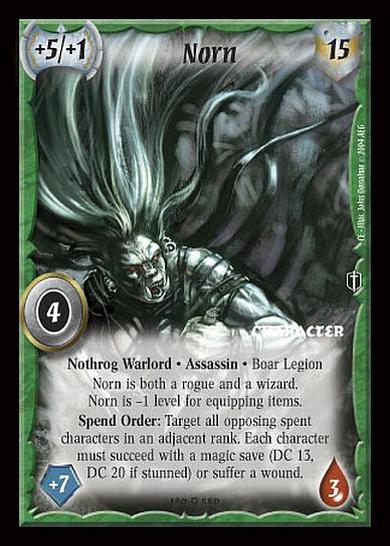 +5/+1
Norn
15
4
CHARACTER
Nothrog Warlord • Assassin • Boar Legion
Norn is both a rogue and a wizard.
Norn is –1 level for equipping items.
Spend Order: Target all opposing spent
characters in an adjacent rank. Each character
must succeed with a magic save (DC 13,
DC 20 if stunned) or suffer a wound.
+7
3